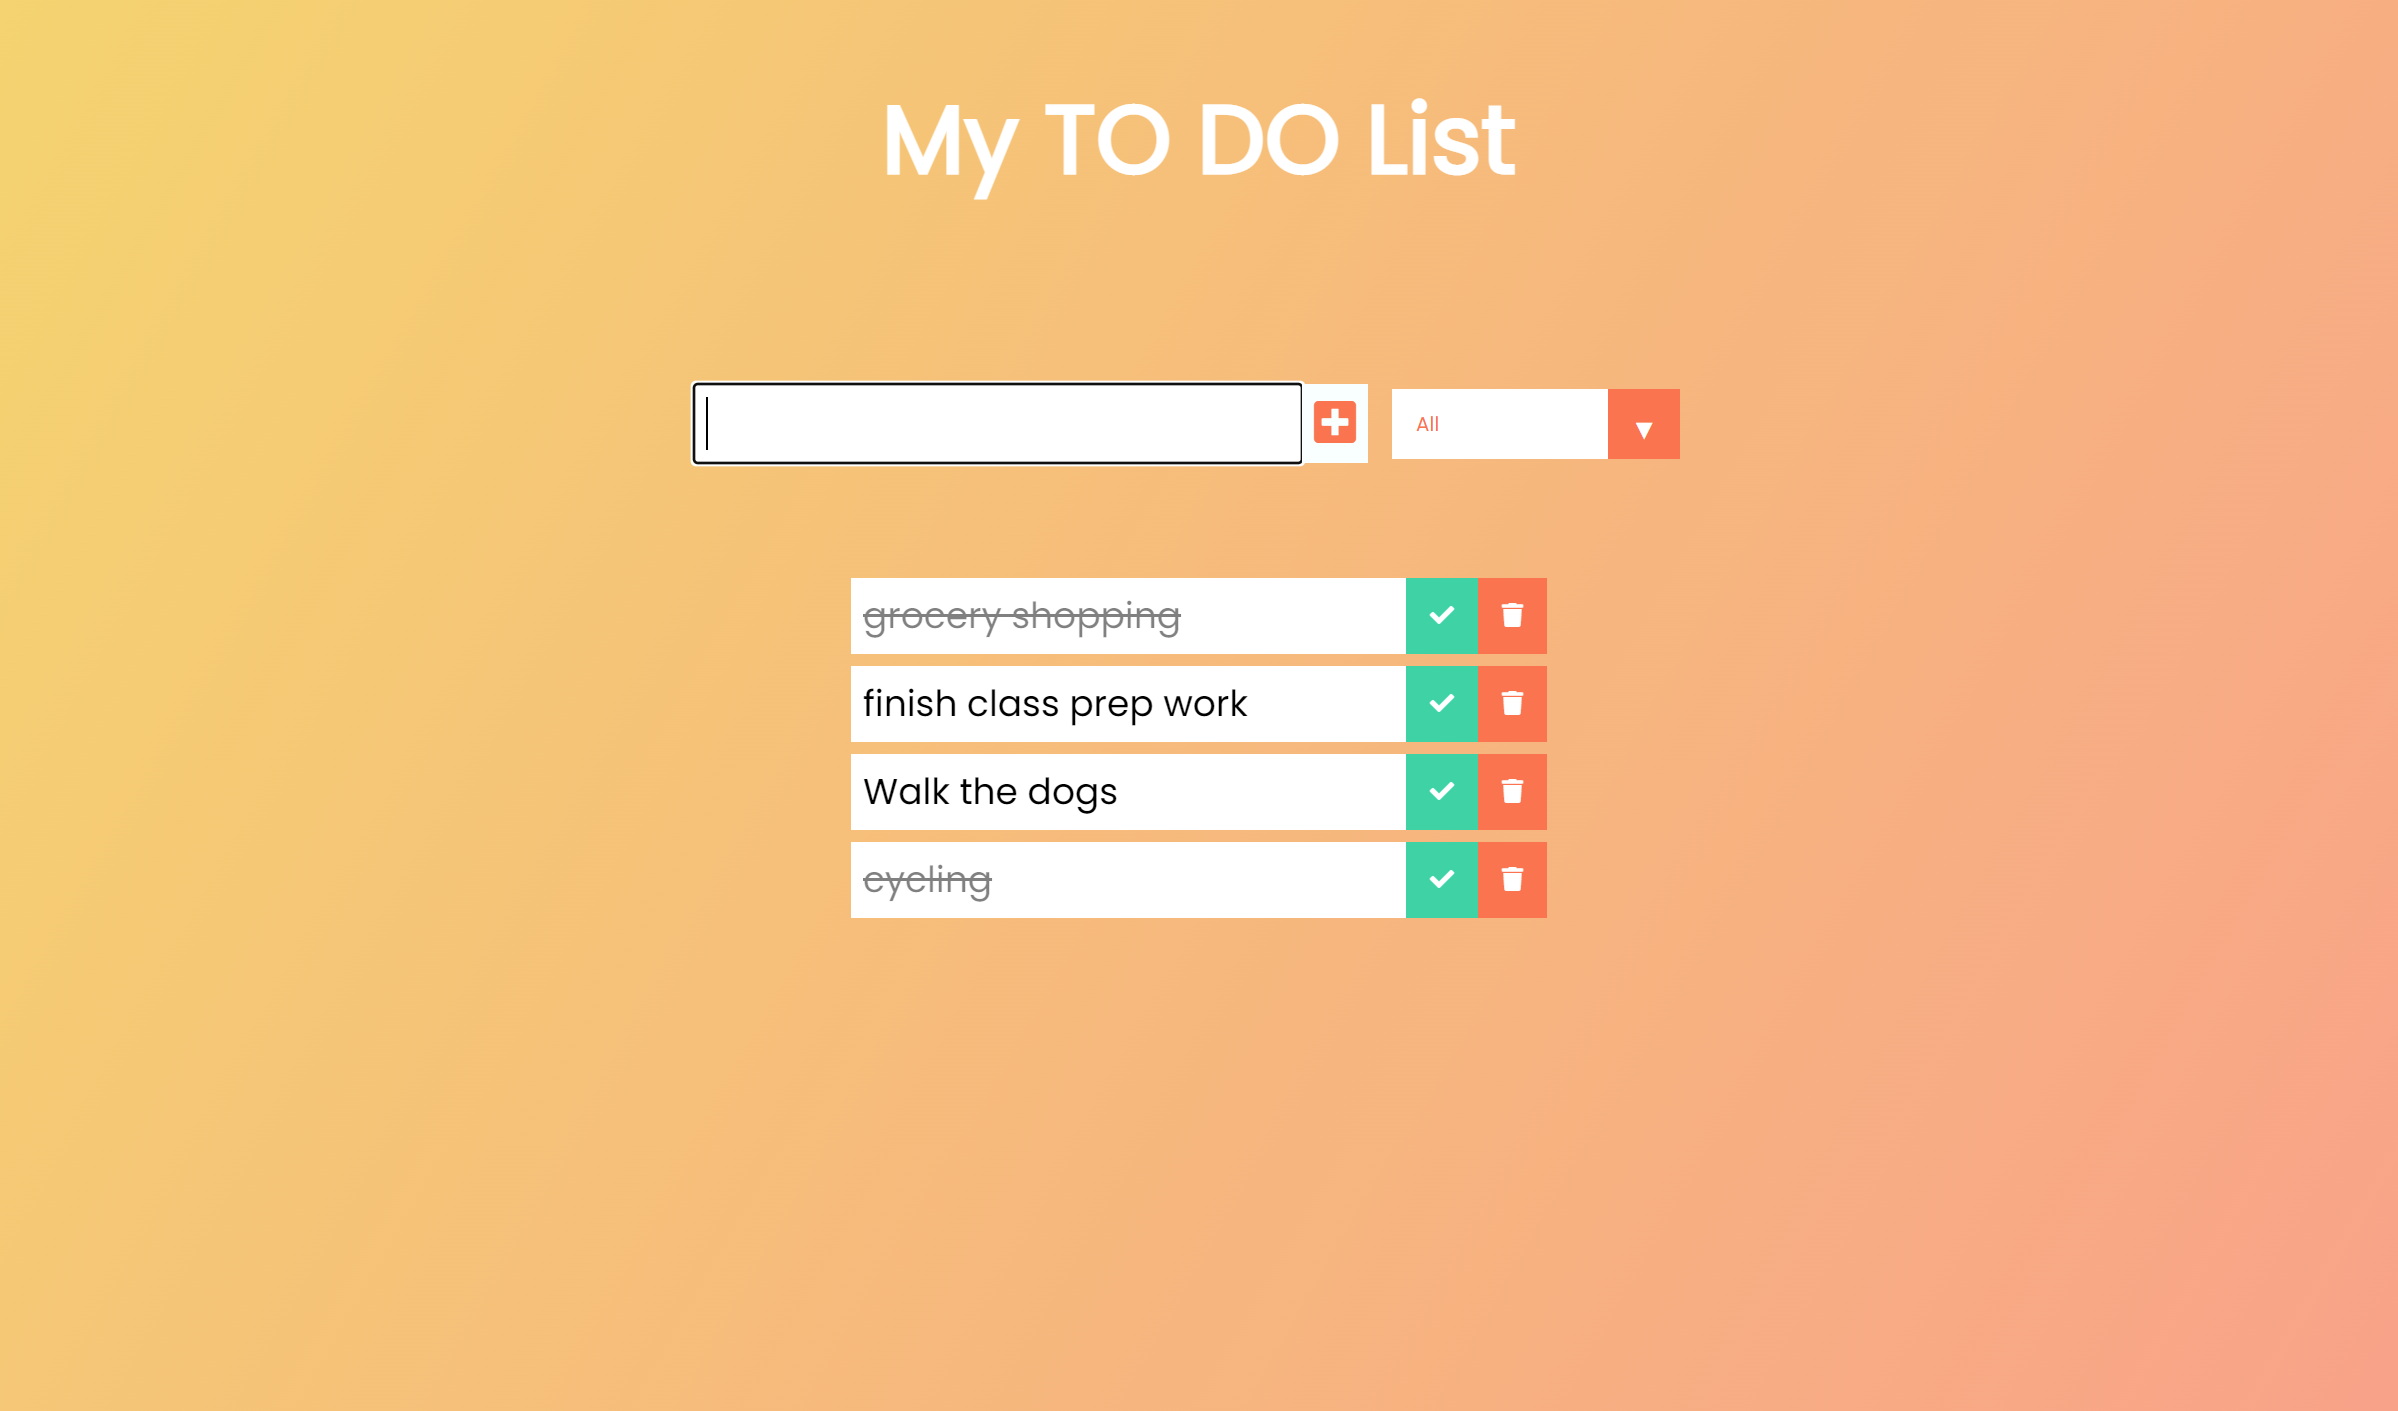 My TO DO List
All
grocery shopping
finish class prep work
Walk the dogs
cycling